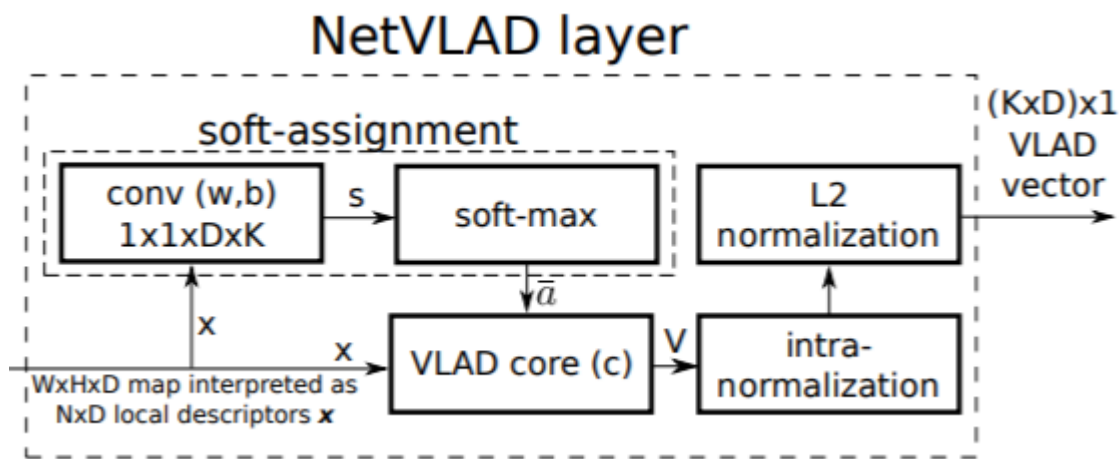 NetVLAD layer
(KxD)x1
VLAD
vector
soft-assignment
conv (w,b)
1x1xDxK
s
soft-max
L2
normalization
x
a̅
x
WxHxD map interpreted as
NxD local descriptors x
VLAD core (c)
V
intra-
normalization